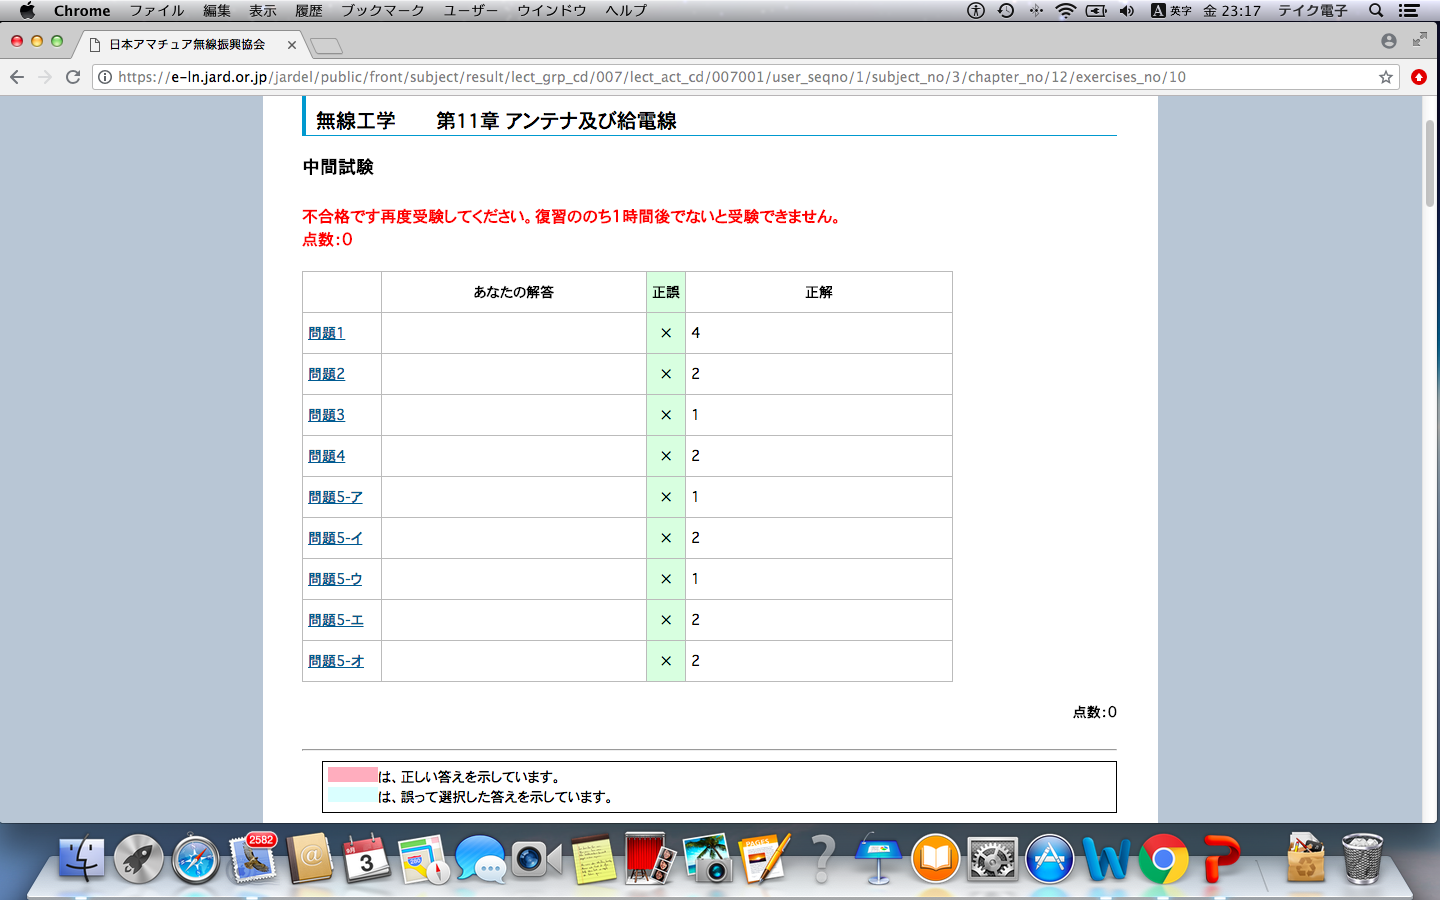 Chrome ファイル 編集 表示 履歴 ブックマーク ユーザー ウインドウ ヘルプ A 英字 金 23:17 テイク電子
日本アマチュア無線振興協会
https://e-ln.jard.or.jp/jardel/public/front/subject/result/lect_grp_cd/007/lect_act_cd/007001/user_seqno/1/subject_no/3/chapter_no/12/exercises_no/10
無線工学 第11章 アンテナ及び給電線
中間試験
不合格です再度受験してください。復習ののち1時間後でないと受験できません。
点数:0
あなたの解答 正誤 正解
問題1 × 4
問題2 × 2
問題3 × 1
問題4 × 2
問題5-ア × 1
問題5-イ × 2
問題5-ウ × 1
問題5-エ × 2
問題5-オ × 2
点数:0
は、正しい答えを示しています。
は、誤って選択した答えを示しています。
2582
3
280
PAGES
?